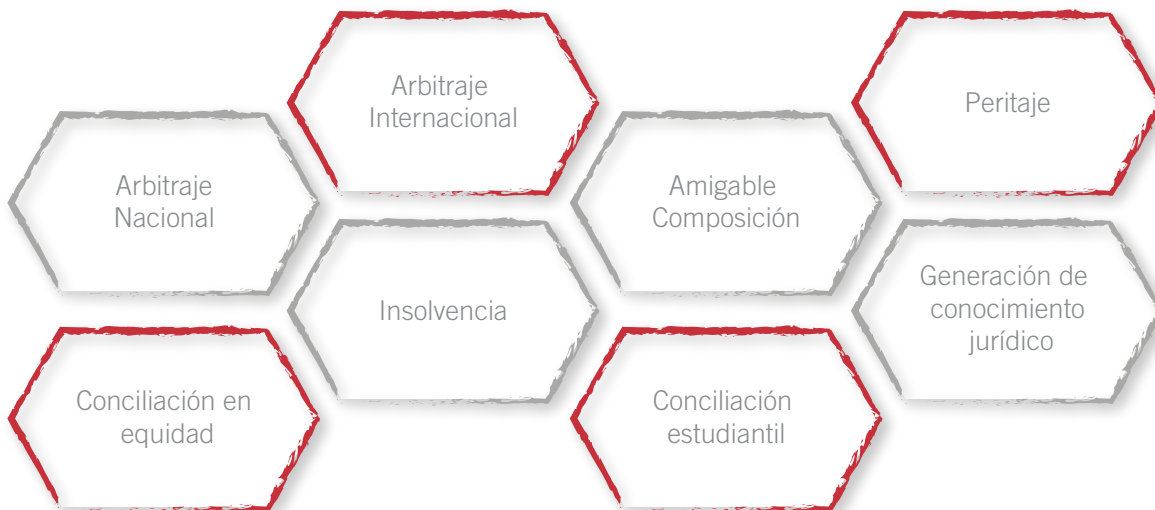 Arbitraje
Internacional
Peritaje
Arbitraje
Nacional
Amigable
Composición
Insolvencia
Generación de
conocimiento
jurídico
Conciliación en
equidad
Conciliación
estudiantil